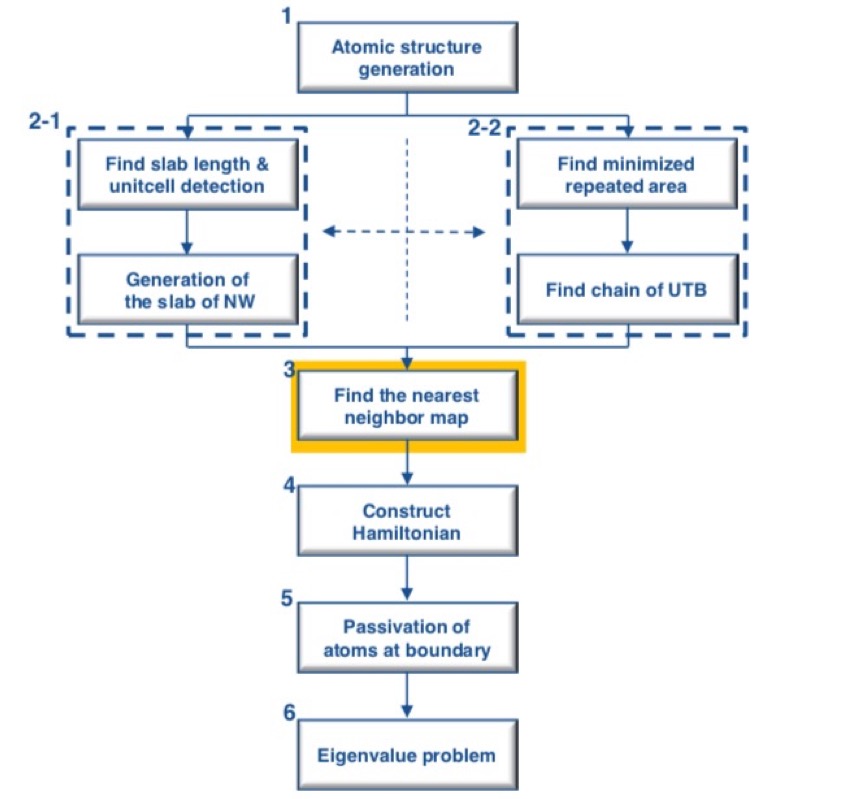 1
Atomic structure
generation
2-1
Find slab length &
unitcell detection
Generation of
the slab of NW
2-2
Find minimized
repeated area
Find chain of UTB
3
Find the nearest
neighbor map
4
Construct
Hamiltonian
5
Passivation of
atoms at boundary
6
Eigenvalue problem